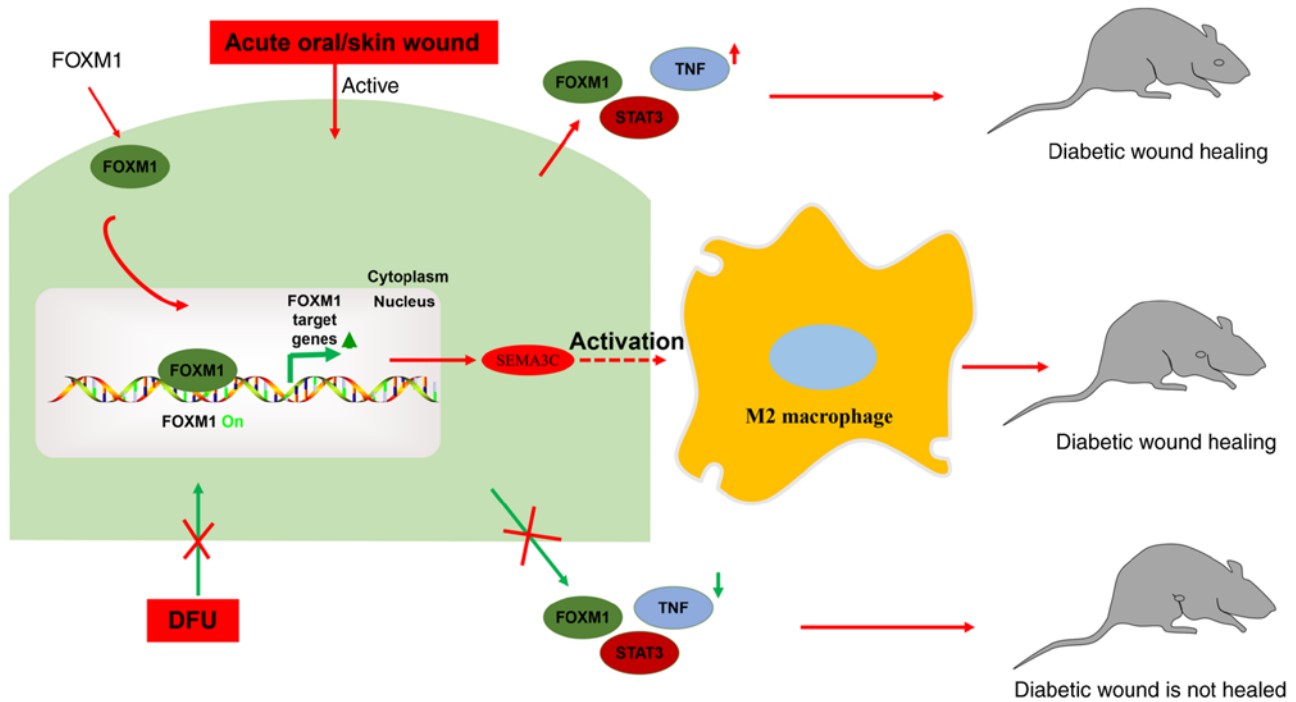 FOXM1
Acute oral/skin wound
Active
FOXM1
FOXM1
TNF
STAT3
Diabetic wound healing
Cytoplasm
Nucleus
FOXM1
target
genes
FOXM1
FOXM1 On
SEMA3C
Activation
M2 macrophage
Diabetic wound healing
DFU
FOXM1
TNF
STAT3
Diabetic wound is not healed